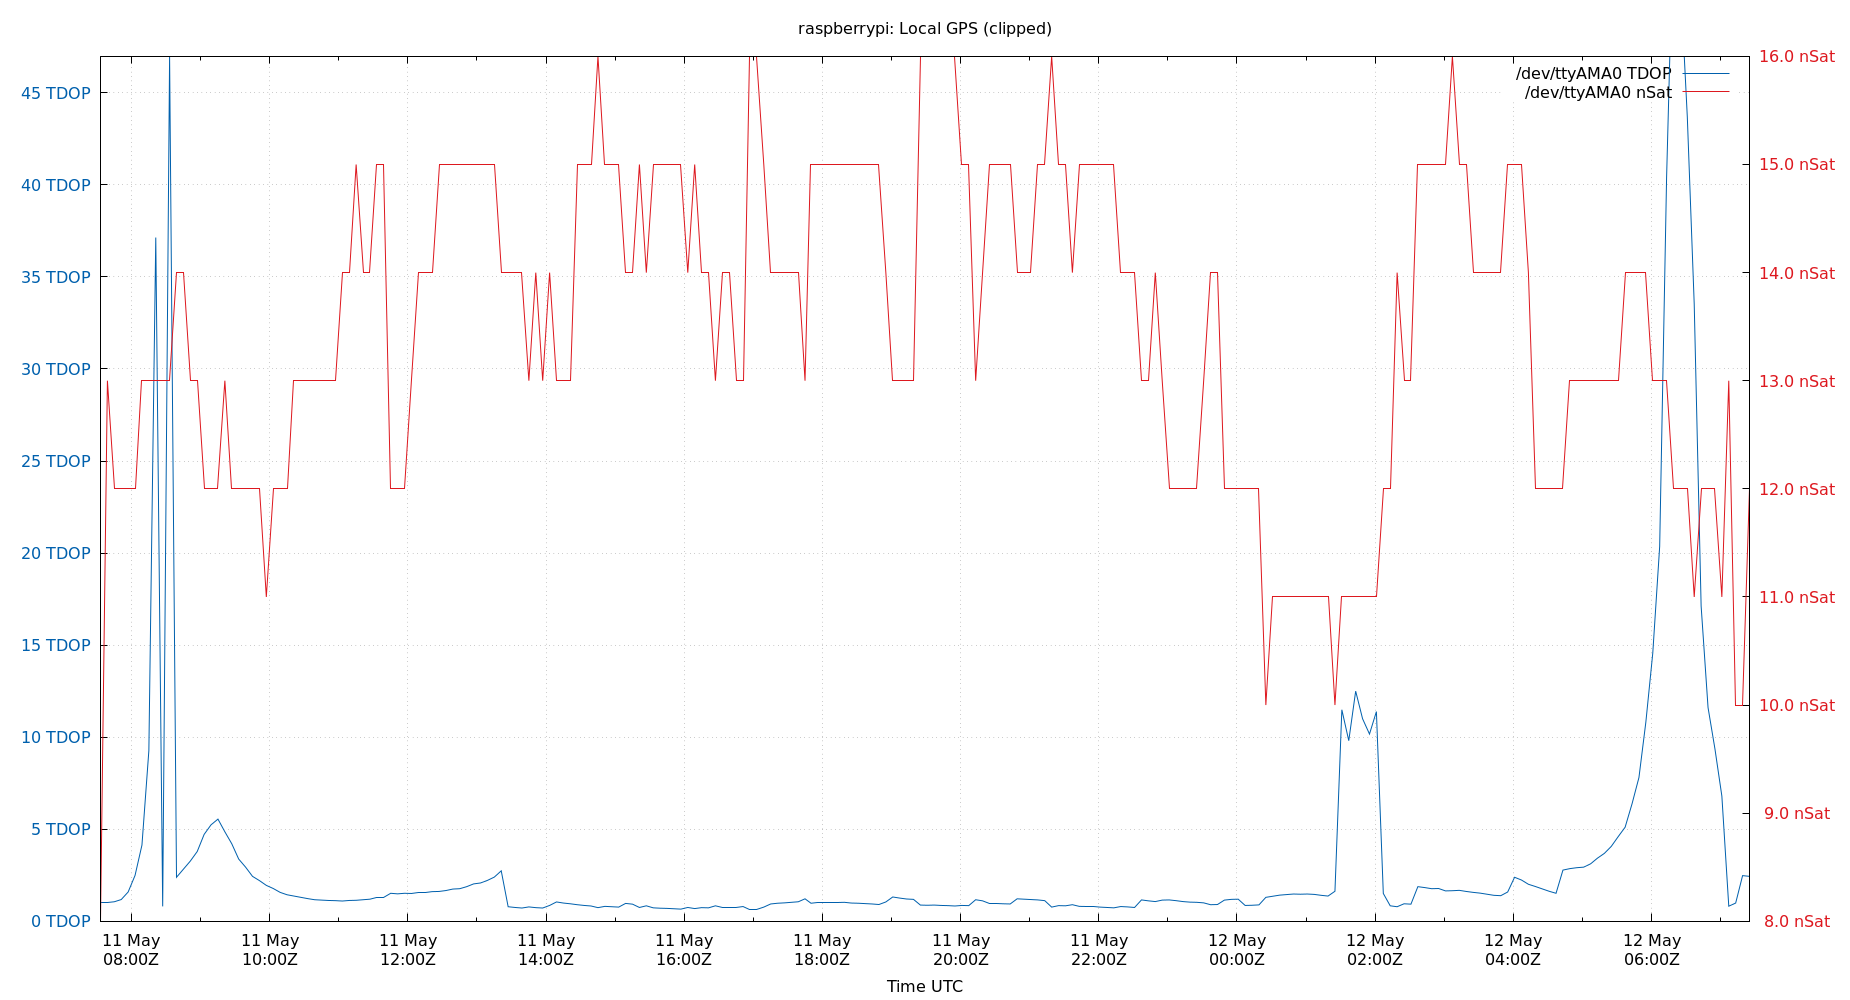 raspberrypi: Local GPS (clipped)
/dev/ttyAMA0 TDOP
/dev/ttyAMA0 nSat
45 TDOP
40 TDOP
35 TDOP
30 TDOP
25 TDOP
20 TDOP
15 TDOP
10 TDOP
5 TDOP
0 TDOP
16.0 nSat
15.0 nSat
14.0 nSat
13.0 nSat
12.0 nSat
11.0 nSat
10.0 nSat
9.0 nSat
8.0 nSat
11 May
08:00Z
11 May
10:00Z
11 May
12:00Z
11 May
14:00Z
11 May
16:00Z
11 May
18:00Z
11 May
20:00Z
11 May
22:00Z
12 May
00:00Z
12 May
02:00Z
12 May
04:00Z
12 May
06:00Z
Time UTC